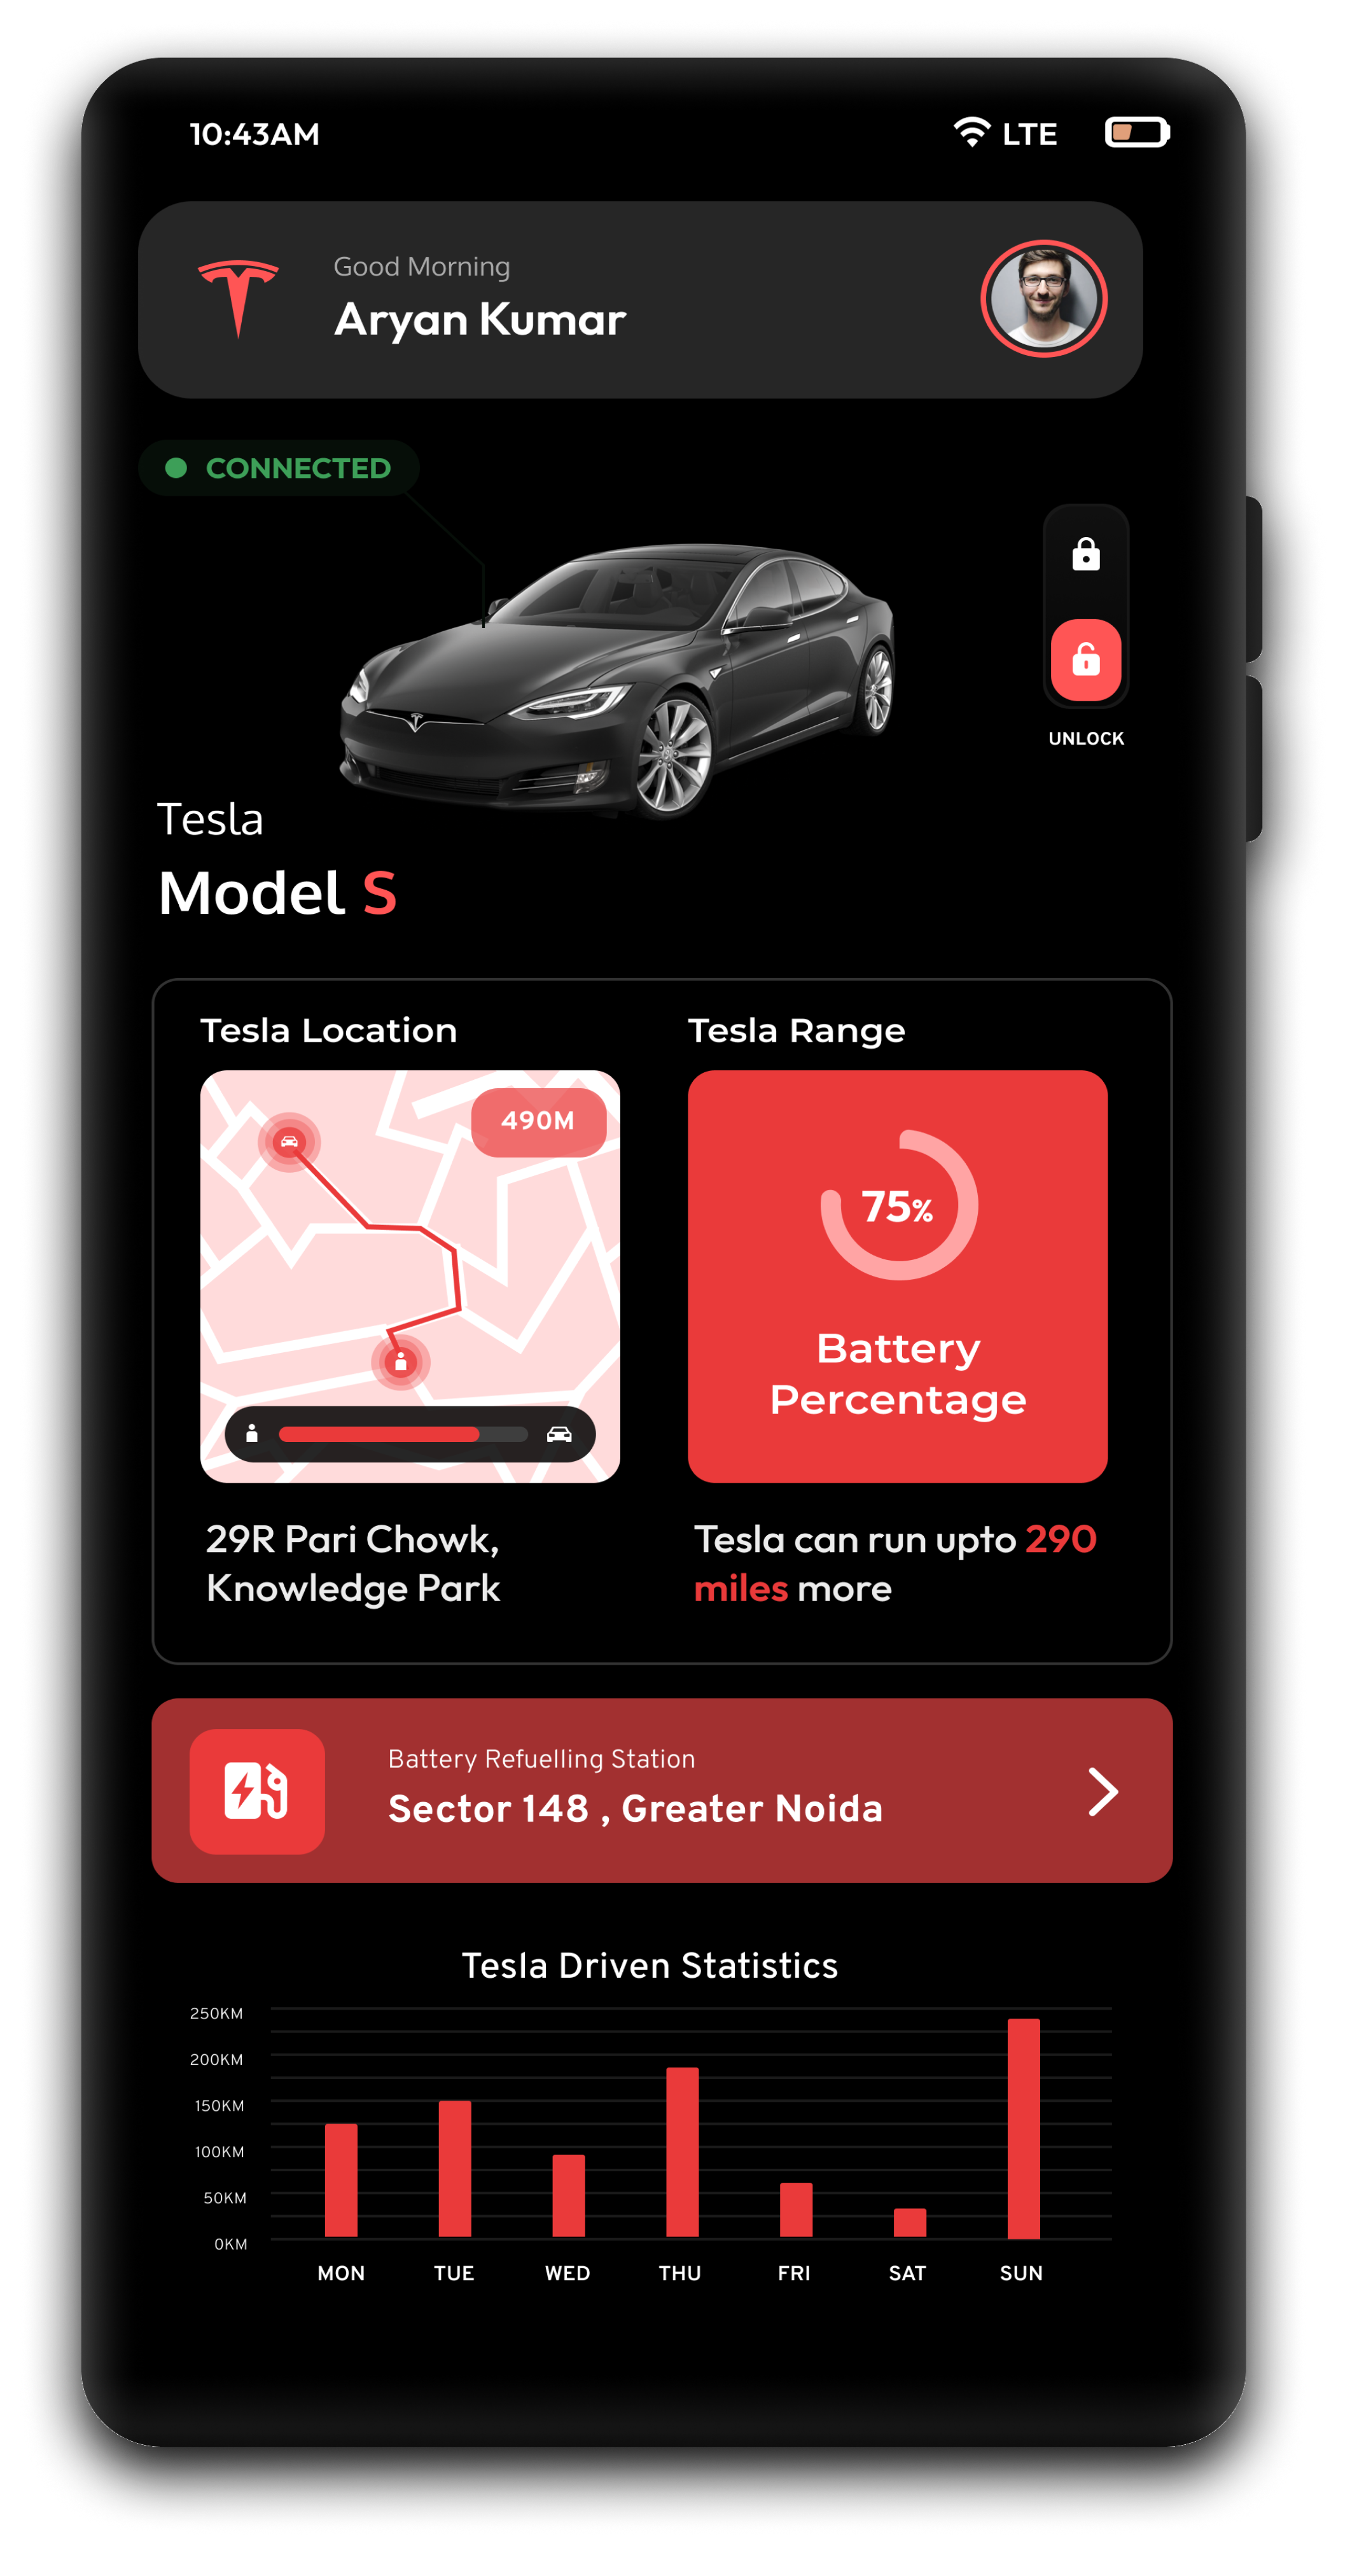 10:43AM
LTE
Good Morning
Aryan Kumar
CONNECTED
UNLOCK
Tesla
Model S
Tesla Location
Tesla Range
490M
75%
Battery
Percentage
29R Pari Chowk,
Knowledge Park
Tesla can run upto 290
miles more
Battery Refuelling Station
Sector 148 , Greater Noida
Tesla Driven Statistics
250KM
200KM
150KM
100KM
50KM
0KM
MON TUE WED THU FRI SAT SUN